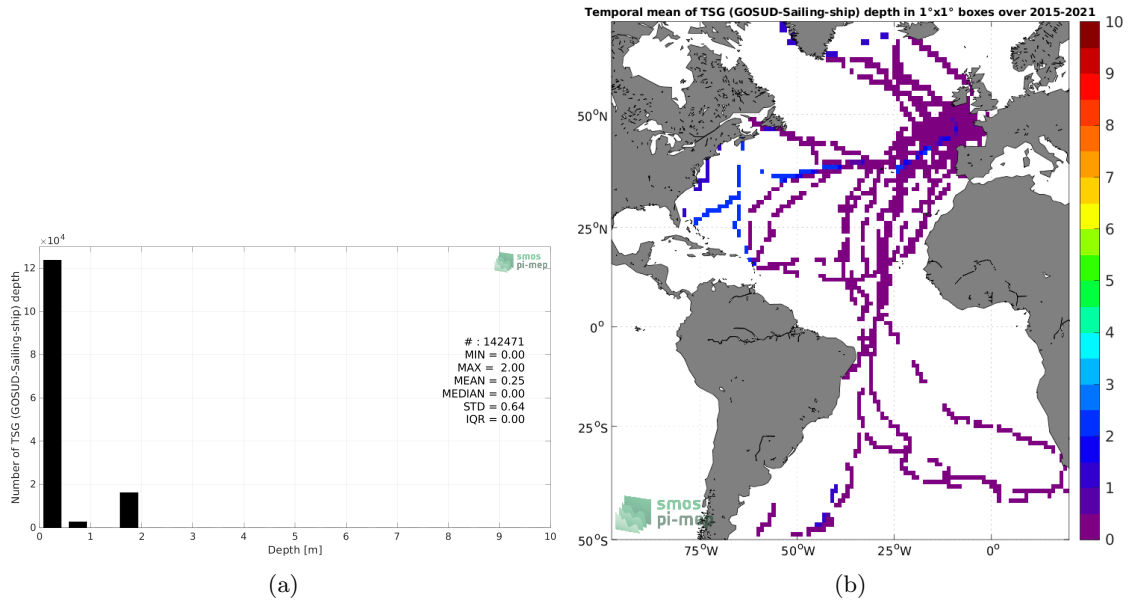 ×10⁴
12
10
8
6
4
2
0
Number of TSG (GOSUD-Sailing-ship) depth
smos
pi-mep
# : 142471
MIN = 0.00
MAX = 2.00
MEAN = 0.25
MEDIAN = 0.00
STD = 0.64
IQR = 0.00
0 1 2 3 4 5 6 7 8 9 10
Depth [m]
(a)
Temporal mean of TSG (GOSUD-Sailing-ship) depth in 1°x1° boxes over 2015-2021
50°N
25°N
0°
25°S
50°S
75°W 50°W 25°W 0°
smos
pi-mep
10
9
8
7
6
5
4
3
2
1
0
(b)